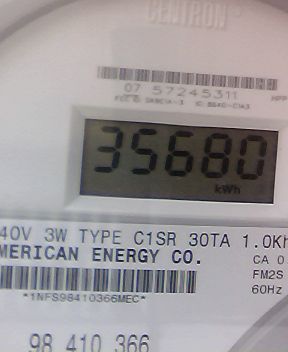 CENTRON
07 57245311
35680
kWh
40V 3W TYPE C1SR 30TA 1.0Kh
MERICAN ENERGY CO.
CA 0
FM2S
*1NFS98410366MEC*
60Hz
98 410 366